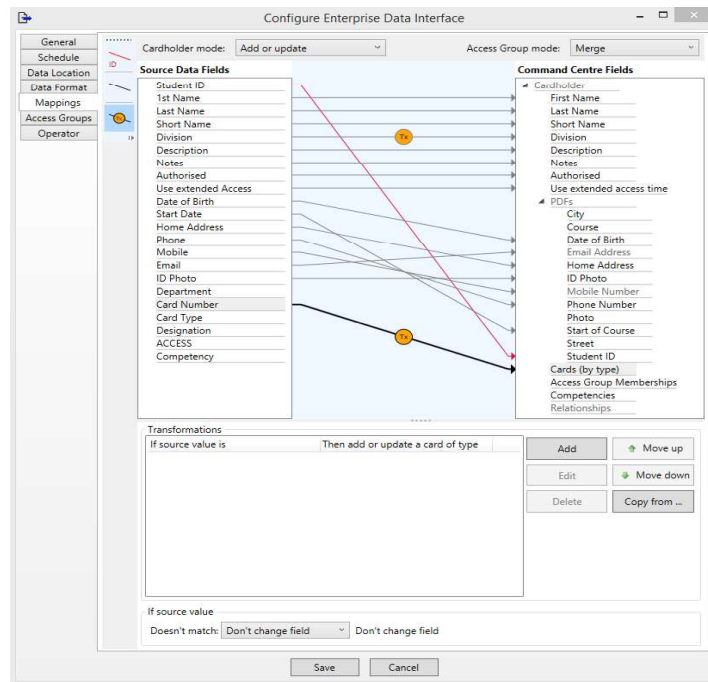 Configure Enterprise Data Interface
General
Schedule
Data Location
Data Format
Mappings
Access Groups
Operator
ID
Tx
Cardholder mode: Add or update
Access Group mode: Merge
Source Data Fields
Student ID
1st Name
Last Name
Short Name
Division
Description
Notes
Authorised
Use extended Access
Date of Birth
Start Date
Home Address
Phone
Mobile
Email
ID Photo
Department
Card Number
Card Type
Designation
ACCESS
Competency
Tx
Tx
Command Centre Fields
Cardholder
First Name
Last Name
Short Name
Division
Description
Notes
Authorised
Use extended access time
PDFs
City
Course
Date of Birth
Email Address
Home Address
ID Photo
Mobile Number
Phone Number
Photo
Start of Course
Street
Student ID
Cards (by type)
Access Group Memberships
Competencies
Relationships
Transformations
If source value is Then add or update a card of type
Add Move up
Edit Move down
Delete Copy from ...
If source value
Doesn't match: Don't change field Don't change field
Save Cancel